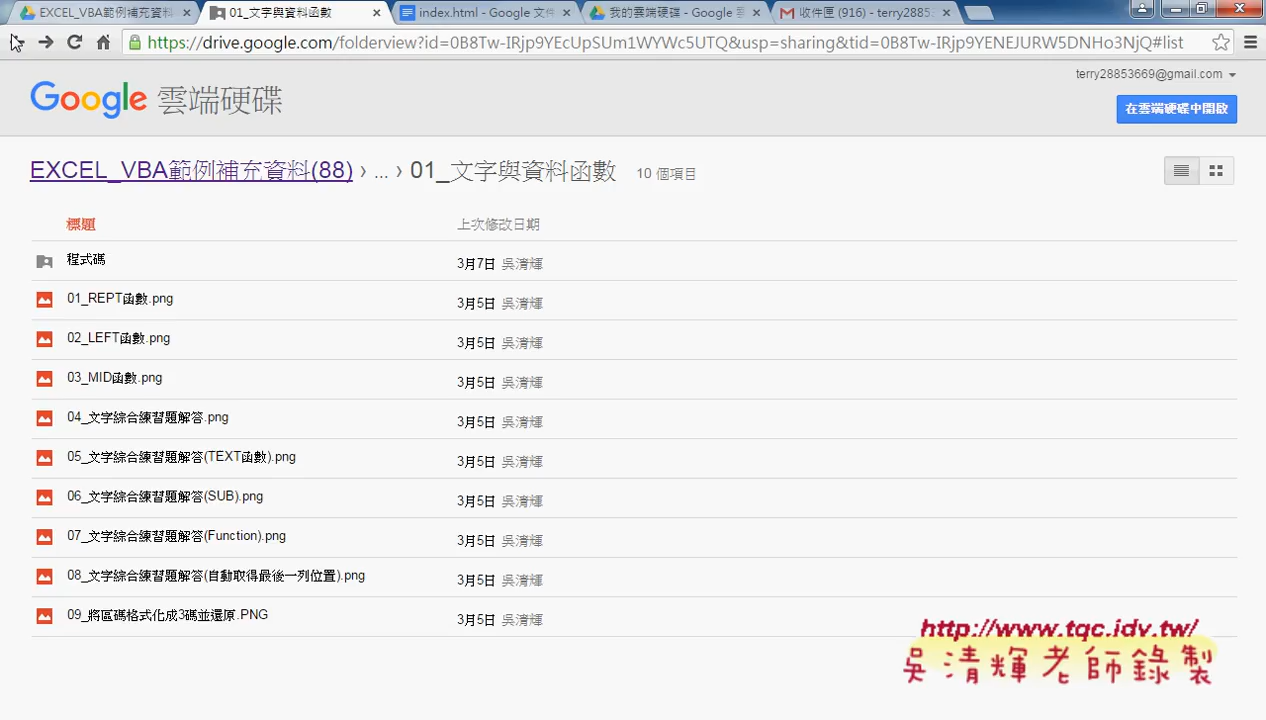 EXCEL_VBA範例補充資料
01_文字與資料函數
index.html - Google 文件
我的雲端硬碟 - Google 雲
收件匣 (916) - terry2885
https://drive.google.com/folderview?id=0B8Tw-IRjp9YEcUpSUm1WYWc5UTQ&usp=sharing&tid=0B8Tw-IRjp9YENEJURW5DNHo3NjQ#list
terry28853669@gmail.com
Google 雲端硬碟
在雲端硬碟中開啟
EXCEL_VBA範例補充資料(88) › ... › 01_文字與資料函數 10 個項目
標題 上次修改日期
程式碼 3月7日 吳清輝
01_REPT函數.png 3月5日 吳清輝
02_LEFT函數.png 3月5日 吳清輝
03_MID函數.png 3月5日 吳清輝
04_文字綜合練習題解答.png 3月5日 吳清輝
05_文字綜合練習題解答(TEXT函數).png 3月5日 吳清輝
06_文字綜合練習題解答(SUB).png 3月5日 吳清輝
07_文字綜合練習題解答(Function).png 3月5日 吳清輝
08_文字綜合練習題解答(自動取得最後一列位置).png 3月5日 吳清輝
09_將區碼格式化成3碼並還原.PNG 3月5日 吳清輝
http://www.tqc.idv.tw/
吳清輝老師錄製